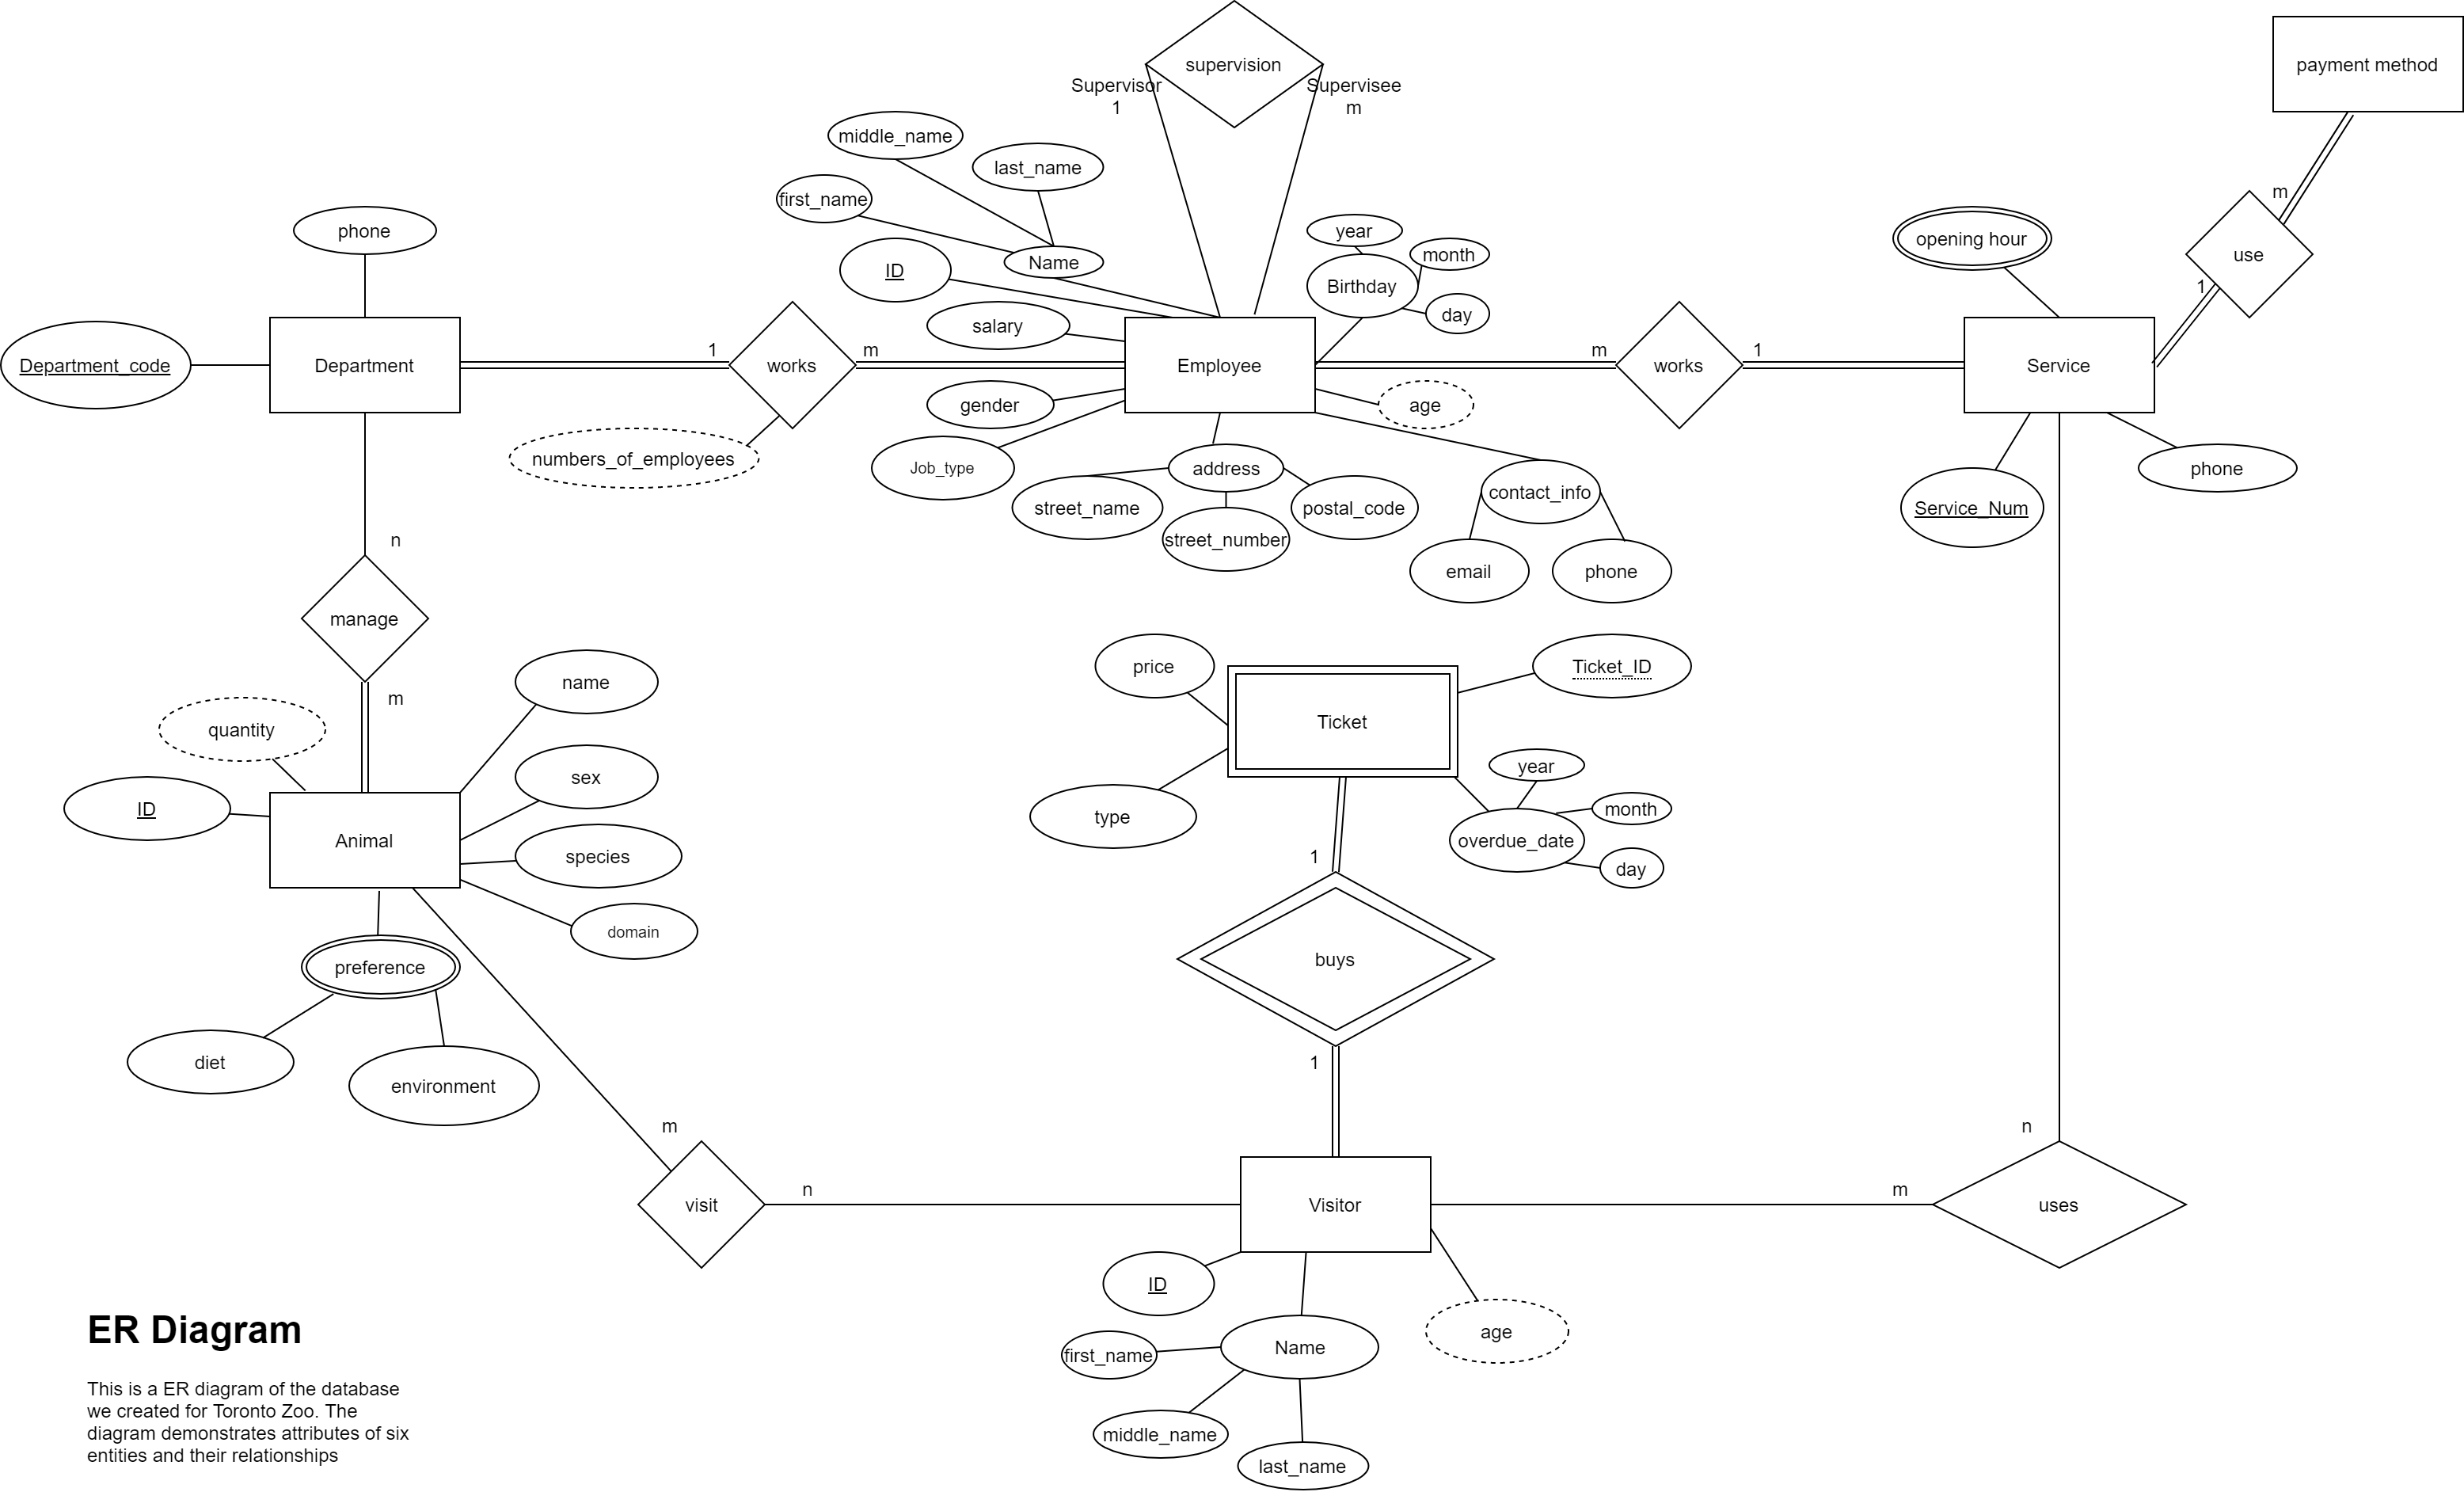 supervision
payment method
Supervisor
1
Supervisee
m
middle_name
last_name
first_name
m
phone
year
opening hour
use
month
ID
Name
Birthday
1
day
salary
1
m
m
1
Department_code
Department
works
Employee
works
Service
gender
age
numbers_of_employees
Job_type
address
phone
contact_info
street_name
postal_code
Service_Num
n
street_number
email
phone
manage
price
Ticket_ID
name
m
Ticket
quantity
year
sex
ID
type
month
Animal
overdue_date
species
1
day
domain
preference
buys
diet
1
environment
m
n
n
m
visit
Visitor
uses
ID
ER Diagram
age
Name
first_name
This is a ER diagram of the database
we created for Toronto Zoo. The
diagram demonstrates attributes of six
entities and their relationships
middle_name
last_name